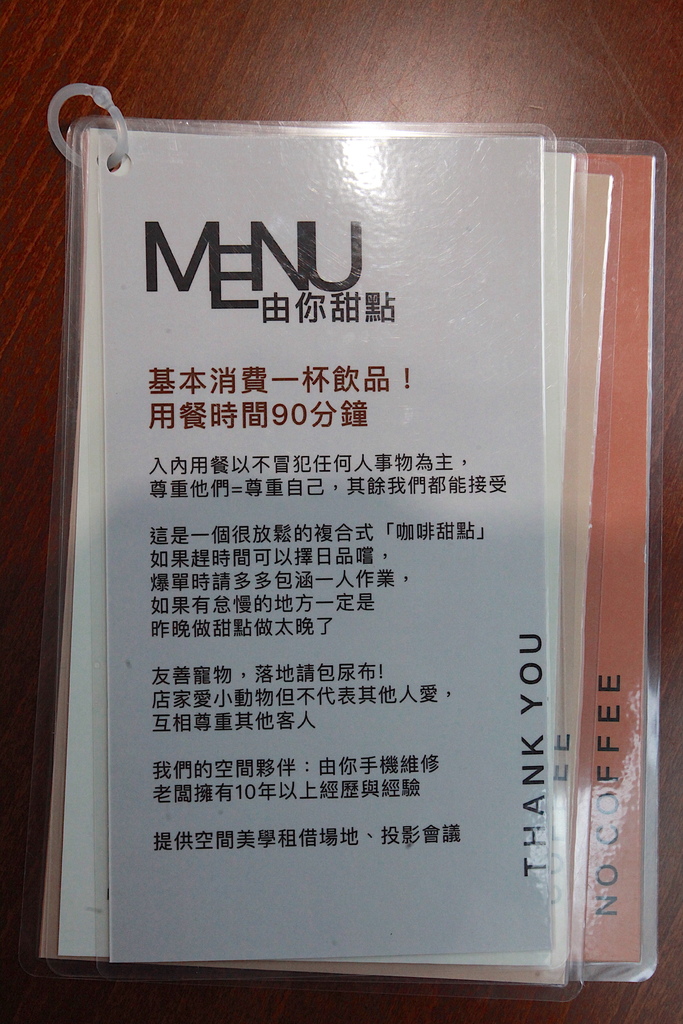 MENU
由你甜點
基本消費一杯飲品！
用餐時間90分鐘
入內用餐以不冒犯任何人事物為主，
尊重他們=尊重自己，其餘我們都能接受
這是一個很放鬆的複合式「咖啡甜點」
如果趕時間可以擇日品嚐，
爆單時請多多包涵一人作業，
如果有怠慢的地方一定是
昨晚做甜點做太晚了
友善寵物，落地請包尿布!
店家愛小動物但不代表其他人愛，
互相尊重其他客人
我們的空間夥伴：由你手機維修
老闆擁有10年以上經歷與經驗
提供空間美學租借場地、投影會議
THANK YOU
NO COFFEE